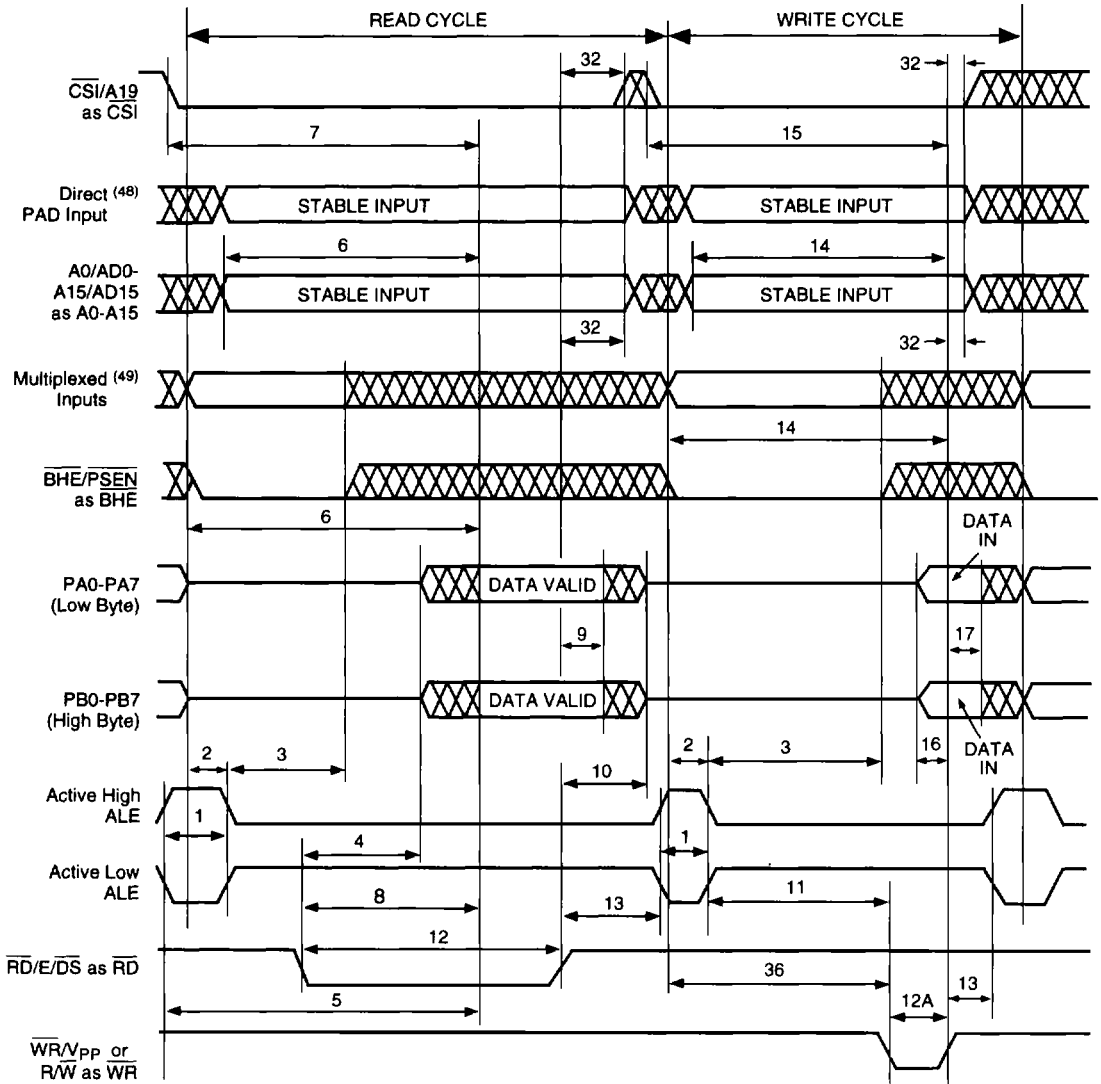 READ CYCLE WRITE CYCLE
32 32
CSI/A19
as CSI
7 15
Direct (48)
PAD Input
STABLE INPUT STABLE INPUT
6 14
A0/AD0-
A15/AD15
as A0-A15
STABLE INPUT STABLE INPUT
32 32
Multiplexed (49)
Inputs
14
BHE/PSEN
as BHE
6
DATA
IN
PA0-PA7
(Low Byte)
DATA VALID
9 17
PB0-PB7
(High Byte)
DATA VALID
DATA
IN
2 3 2 3 16
10
Active High
ALE
1 1
4
Active Low
ALE
8 11
13
12
RD/E/DS as RD
36 13
5 12A
WR/VPP or
R/W as WR